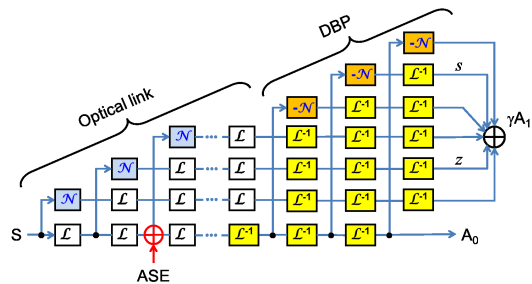 DBP
-𝒩
Optical link
-𝒩 ℒ⁻¹ s
-𝒩 ℒ⁻¹ ℒ⁻¹
γA₁
𝒩 ···· ℒ ℒ⁻¹ ℒ⁻¹ ℒ⁻¹
𝒩 ℒ ···· ℒ ℒ⁻¹ ℒ⁻¹ ℒ⁻¹ z
𝒩 ℒ ℒ ···· ℒ ℒ⁻¹ ℒ⁻¹ ℒ⁻¹
S ℒ ℒ ℒ ···· ℒ⁻¹ ℒ⁻¹ ℒ⁻¹ A₀
ASE